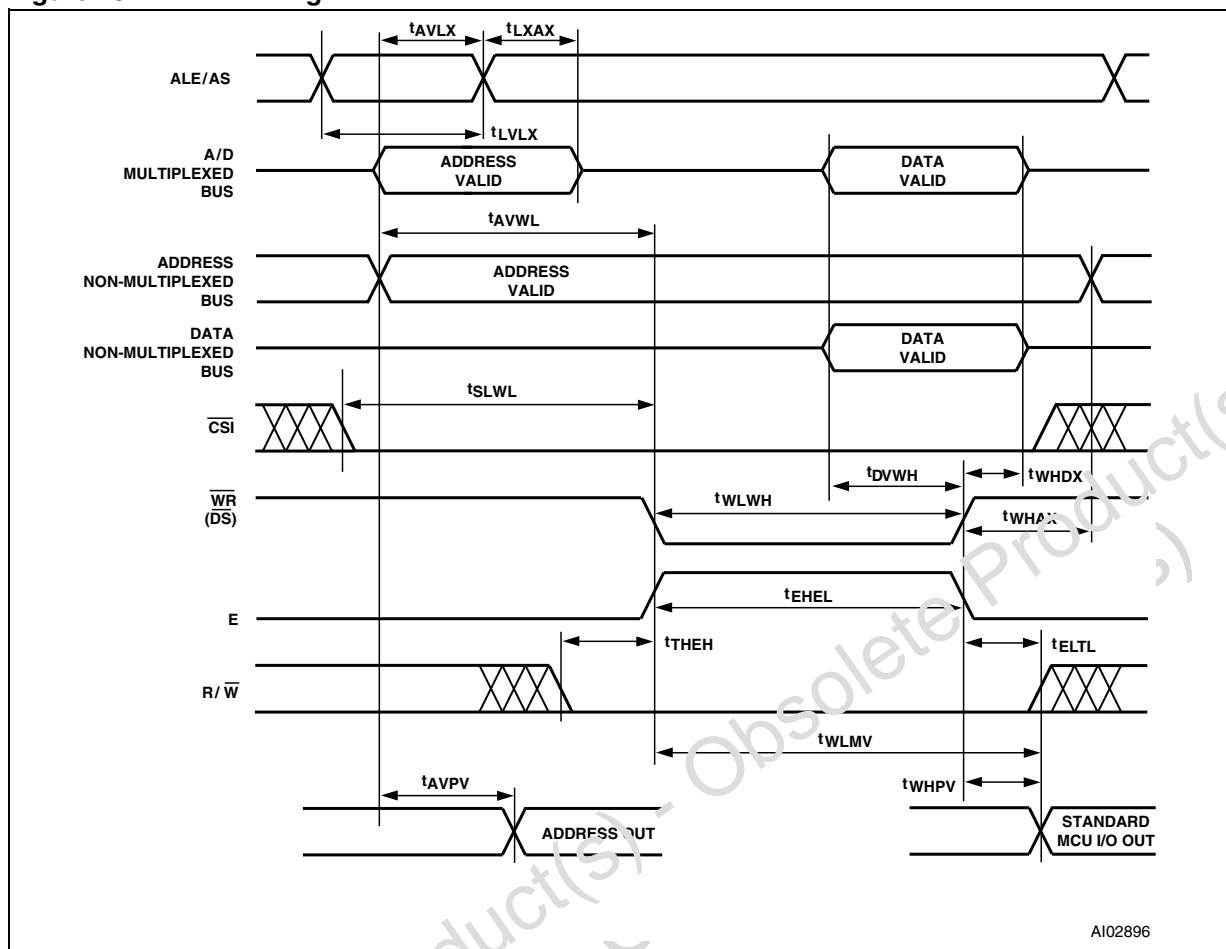 tAVLX
tLXAX
ALE/AS
tLVLX
A/D
MULTIPLEXED
BUS
ADDRESS
VALID
DATA
VALID
tAVWL
ADDRESS
NON-MULTIPLEXED
BUS
ADDRESS
VALID
DATA
NON-MULTIPLEXED
BUS
DATA
VALID
tSLWL
CSI
tDVWH
tWHDX
WR
(DS)
tWLWH
tWHAX
tEHEL
E
tTHEH
tELTL
R/W
tWLMV
tAVPV
tWHPV
ADDRESS OUT
STANDARD
MCU I/O OUT
AI02896
Obsolete Product(s